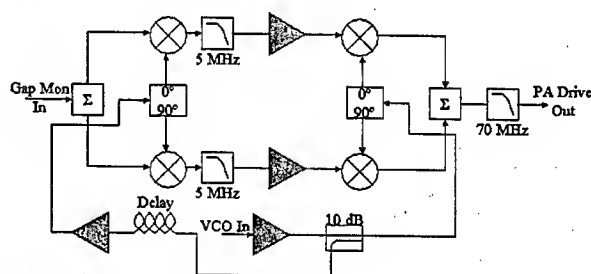 5 MHz
Gap Mon
In
Σ
0°
90°
0°
90°
Σ
PA Drive
Out
70 MHz
5 MHz
Delay
VCO In
10 dB